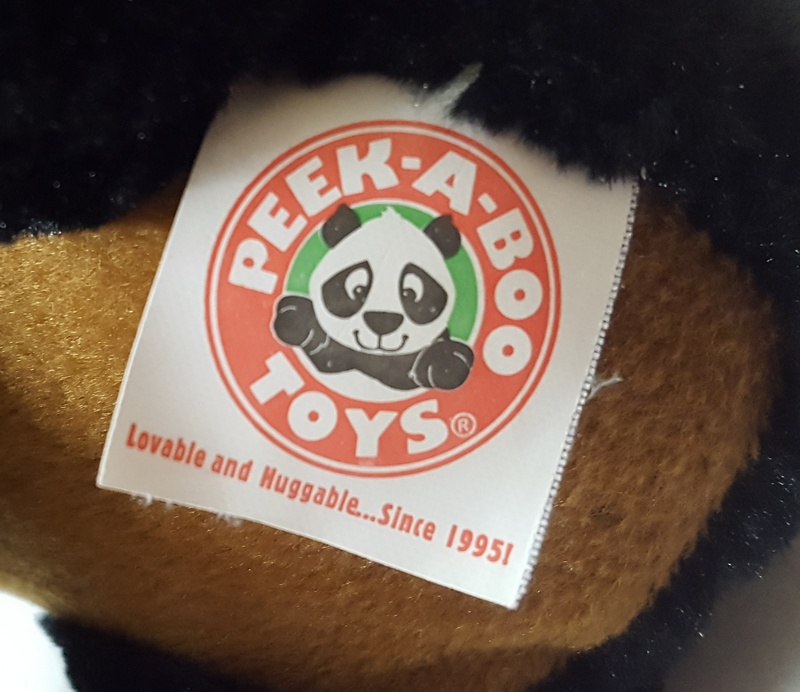 PEEK-A-BOO
TOYS®
Lovable and Huggable...Since 1995!